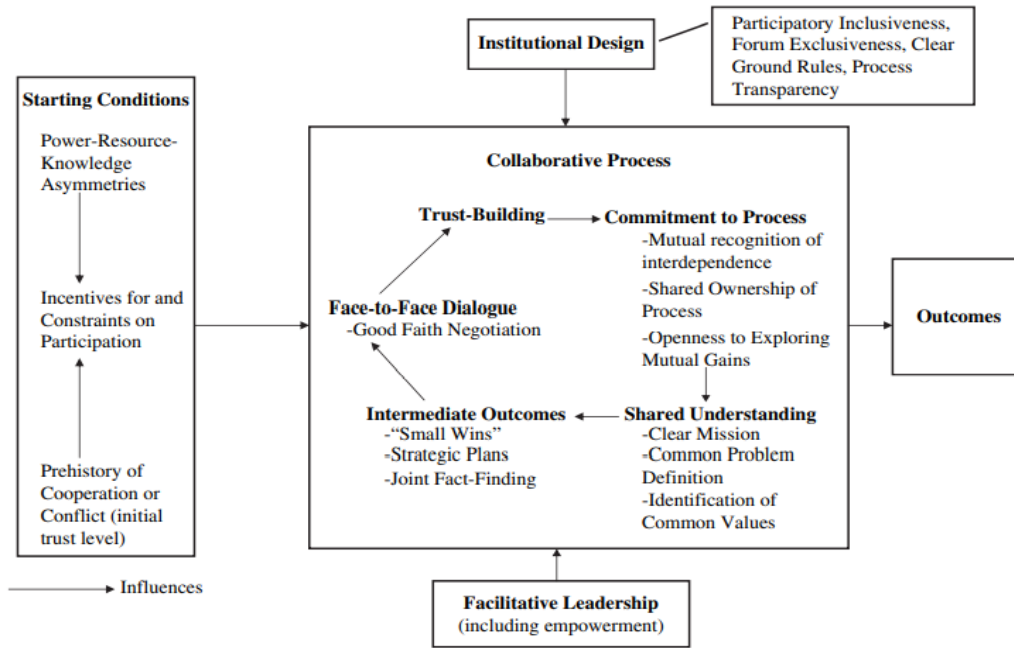 Institutional Design
Participatory Inclusiveness,
Forum Exclusiveness, Clear
Ground Rules, Process
Transparency
Starting Conditions
Power-Resource-
Knowledge
Asymmetries
Incentives for and
Constraints on
Participation
Prehistory of
Cooperation or
Conflict (initial
trust level)
Influences
Collaborative Process
Trust-Building
Commitment to Process
-Mutual recognition of
interdependence
-Shared Ownership of
Process
-Openness to Exploring
Mutual Gains
Face-to-Face Dialogue
-Good Faith Negotiation
Intermediate Outcomes
-“Small Wins”
-Strategic Plans
-Joint Fact-Finding
Shared Understanding
-Clear Mission
-Common Problem
Definition
-Identification of
Common Values
Outcomes
Facilitative Leadership
(including empowerment)